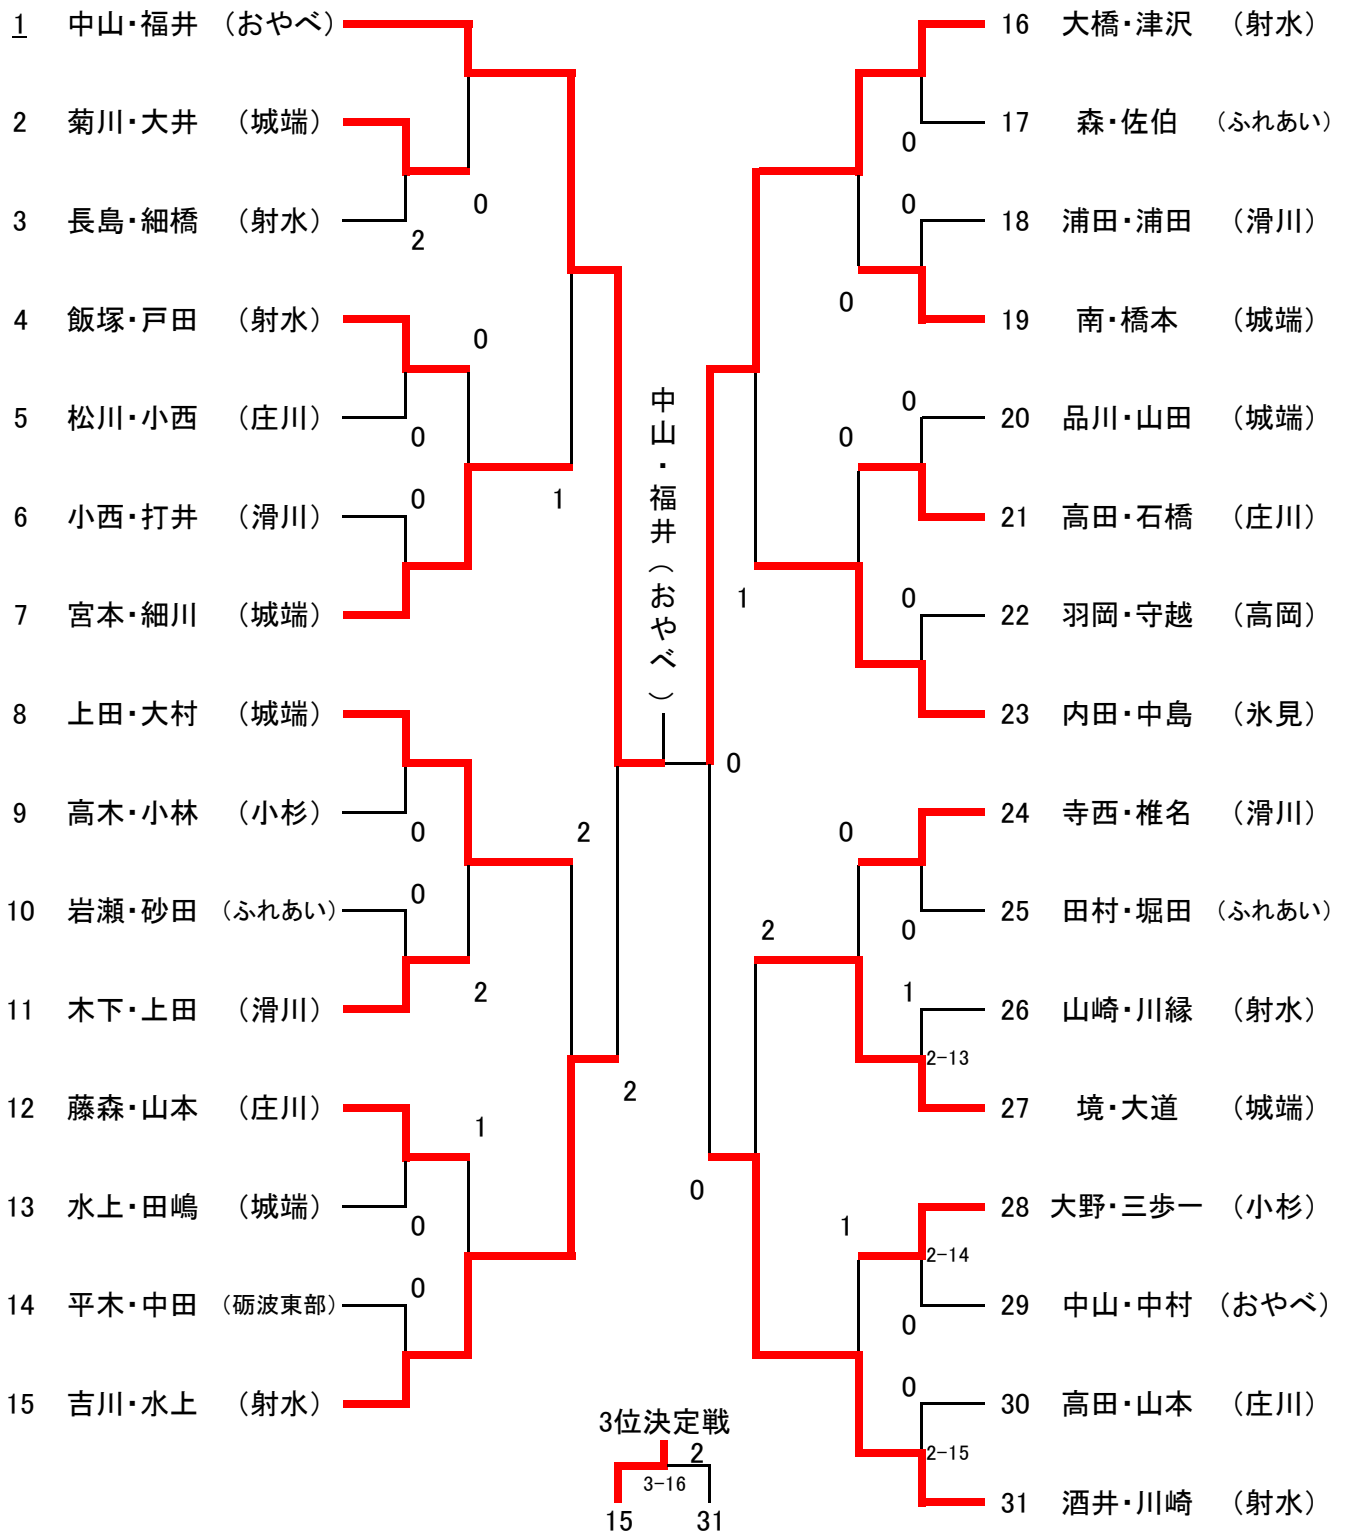 1 中山・福井 （おやべ）
2 菊川・大井 （城端）
0
3 長島・細橋 （射水）
2
4 飯塚・戸田 （射水）
0
5 松川・小西 （庄川）
0
6 小西・打井 （滑川）
0
1
7 宮本・細川 （城端）
8 上田・大村 （城端）
9 高木・小林 （小杉）
0
2
10 岩瀬・砂田 （ふれあい）
0
11 木下・上田 （滑川）
2
12 藤森・山本 （庄川）
1
2
13 水上・田嶋 （城端）
0
14 平木・中田 （砺波東部）
0
15 吉川・水上 （射水）
中山・福井（おやべ）
0
16 大橋・津沢 （射水）
17 森・佐伯 （ふれあい）
0
18 浦田・浦田 （滑川）
0
0
19 南・橋本 （城端）
20 品川・山田 （城端）
0
0
21 高田・石橋 （庄川）
22 羽岡・守越 （高岡）
0
1
23 内田・中島 （氷見）
24 寺西・椎名 （滑川）
0
25 田村・堀田 （ふれあい）
0
2
26 山崎・川縁 （射水）
1
2-13
27 境・大道 （城端）
0
28 大野・三歩一 （小杉）
1
2-14
29 中山・中村 （おやべ）
0
30 高田・山本 （庄川）
0
2-15
31 酒井・川崎 （射水）
3位決定戦
2
3-16
15 31